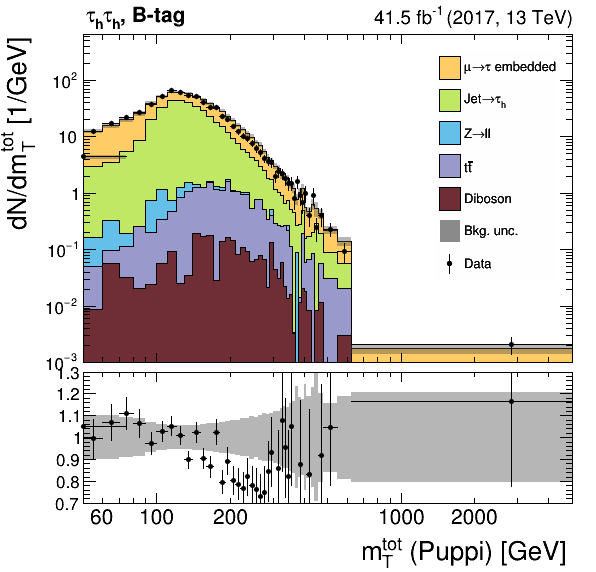 τhτh, B-tag
41.5 fb⁻¹ (2017, 13 TeV)
dN/dmTtot [1/GeV]
10²
10
1
10⁻¹
10⁻²
10⁻³
μ→τ embedded
Jet→τh
Z→ll
tt̄
Diboson
Bkg. unc.
Data
1.3
1.2
1.1
1
0.9
0.8
0.7
60 100 200 1000 2000
mTtot (Puppi) [GeV]